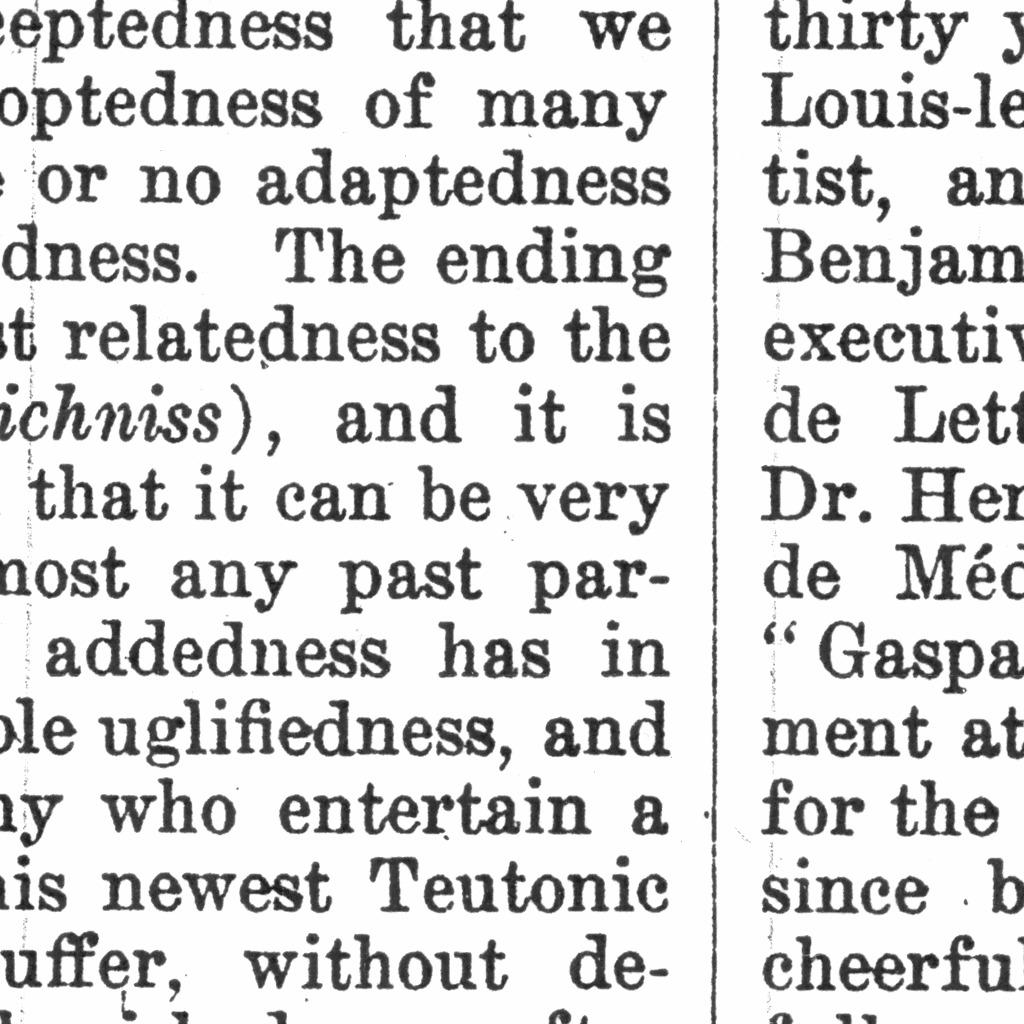 eptedness that we
optedness of many
or no adaptedness
dness. The ending
st relatedness to the
ichniss), and it is
that it can be very
most any past par-
addedness has in
ble uglifiedness, and
ny who entertain a
his newest Teutonic
uffer, without de-
thirty y
Louis-le
tist, an
Benjam
executiv
de Lett
Dr. Hen
de Méd
“ Gaspa
ment at
for the
since b
cheerful